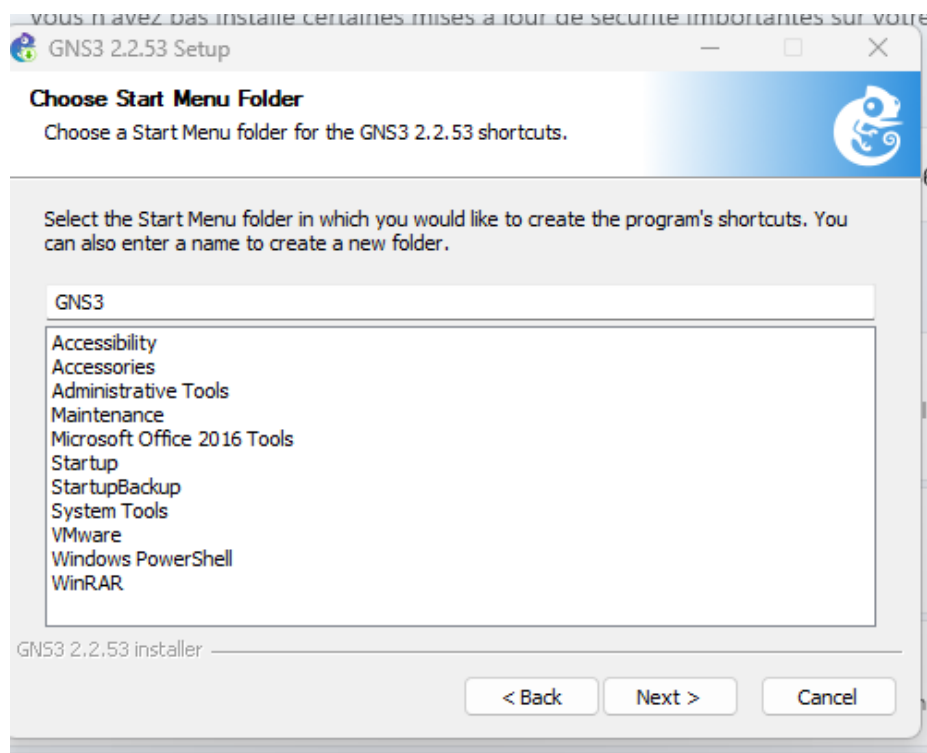 vous n'avez pas installé certaines mises à jour de sécurité importantes sur votre
GNS3 2.2.53 Setup
Choose Start Menu Folder
Choose a Start Menu folder for the GNS3 2.2.53 shortcuts.
Select the Start Menu folder in which you would like to create the program's shortcuts. You
can also enter a name to create a new folder.
GNS3
Accessibility
Accessories
Administrative Tools
Maintenance
Microsoft Office 2016 Tools
Startup
StartupBackup
System Tools
VMware
Windows PowerShell
WinRAR
GNS3 2.2.53 installer
< Back Next > Cancel